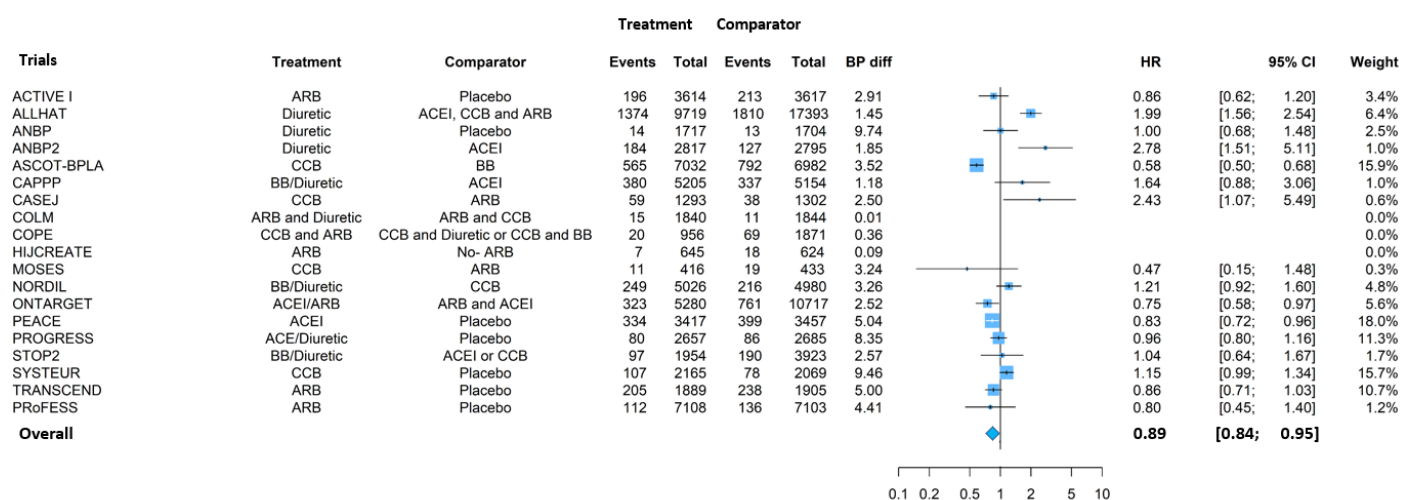 Treatment Comparator
Trials Treatment Comparator Events Total Events Total BP diff HR 95% CI Weight
ACTIVE I ARB Placebo 196 3614 213 3617 2.91 0.86 [0.62; 1.20] 3.4%
ALLHAT Diuretic ACEI, CCB and ARB 1374 9719 1810 17393 1.45 1.99 [1.56; 2.54] 6.4%
ANBP Diuretic Placebo 14 1717 13 1704 9.74 1.00 [0.68; 1.48] 2.5%
ANBP2 Diuretic ACEI 184 2817 127 2795 1.85 2.78 [1.51; 5.11] 1.0%
ASCOT-BPLA CCB BB 565 7032 792 6982 3.52 0.58 [0.50; 0.68] 15.9%
CAPPP BB/Diuretic ACEI 380 5205 337 5154 1.18 1.64 [0.88; 3.06] 1.0%
CASEJ CCB ARB 59 1293 38 1302 2.50 2.43 [1.07; 5.49] 0.6%
COLM ARB and Diuretic ARB and CCB 15 1840 11 1844 0.01 0.0%
COPE CCB and ARB CCB and Diuretic or CCB and BB 20 956 69 1871 0.36 0.0%
HIJCREATE ARB No- ARB 7 645 18 624 0.09 0.0%
MOSES CCB ARB 11 416 19 433 3.24 0.47 [0.15; 1.48] 0.3%
NORDIL BB/Diuretic CCB 249 5026 216 4980 3.26 1.21 [0.92; 1.60] 4.8%
ONTARGET ACEI/ARB ARB and ACEI 323 5280 761 10717 2.52 0.75 [0.58; 0.97] 5.6%
PEACE ACEI Placebo 334 3417 399 3457 5.04 0.83 [0.72; 0.96] 18.0%
PROGRESS ACE/Diuretic Placebo 80 2657 86 2685 8.35 0.96 [0.80; 1.16] 11.3%
STOP2 BB/Diuretic ACEI or CCB 97 1954 190 3923 2.57 1.04 [0.64; 1.67] 1.7%
SYSTEUR CCB Placebo 107 2165 78 2069 9.46 1.15 [0.99; 1.34] 15.7%
TRANSCEND ARB Placebo 205 1889 238 1905 5.00 0.86 [0.71; 1.03] 10.7%
PRoFESS ARB Placebo 112 7108 136 7103 4.41 0.80 [0.45; 1.40] 1.2%
Overall 0.89 [0.84; 0.95]
0.1 0.2 0.5 1 2 5 10